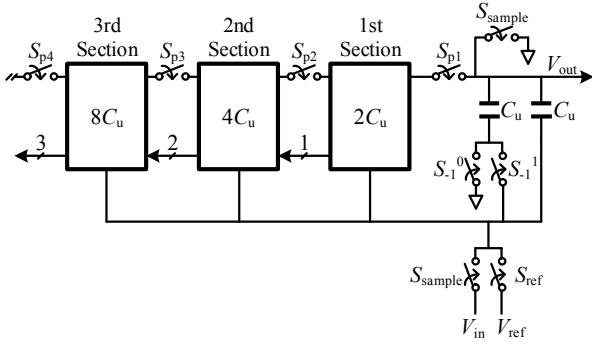 3rd Section
2nd Section
1st Section
S_sample
S_p4
S_p3
S_p2
S_p1
V_out
8C_u
4C_u
2C_u
C_u
C_u
3
2
1
S_-1^0
S_-1^1
S_sample
S_ref
V_in
V_ref